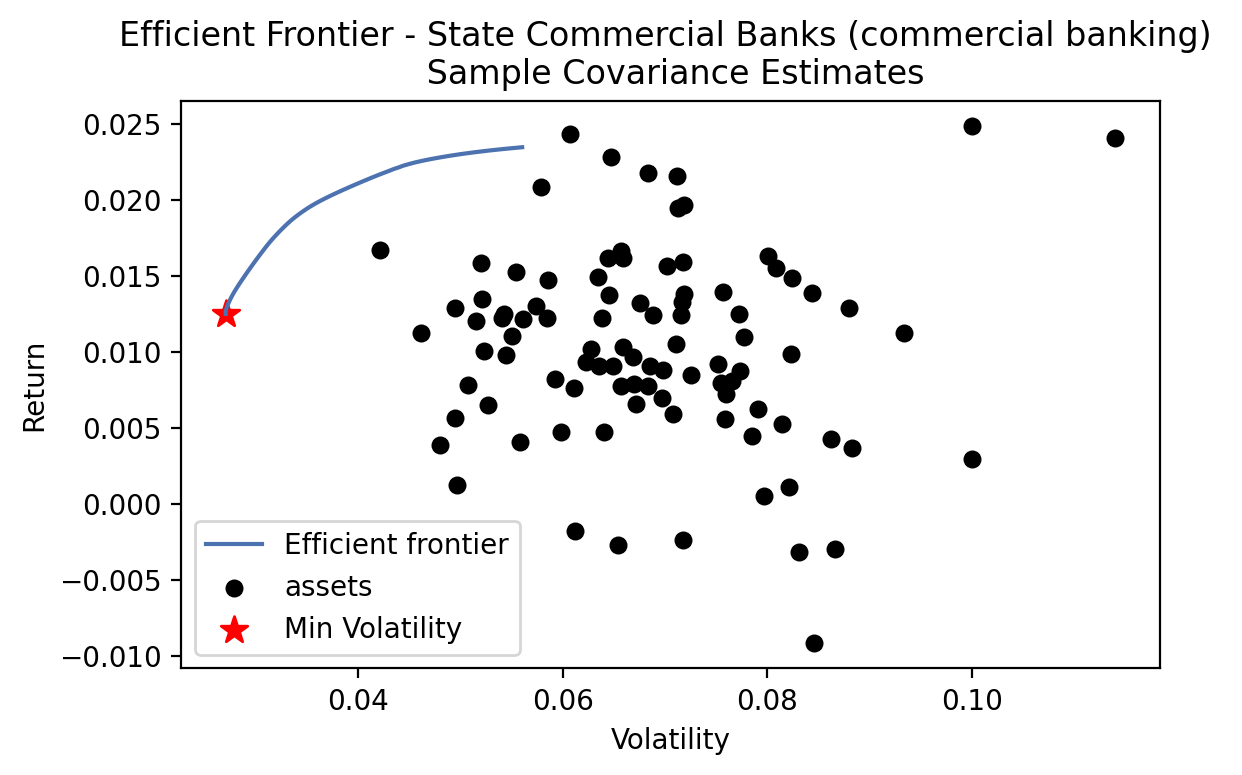 Efficient Frontier - State Commercial Banks (commercial banking)
Sample Covariance Estimates
0.025
0.020
0.015
0.010
0.005
0.000
−0.005
−0.010
Return
Efficient frontier
assets
Min Volatility
0.04 0.06 0.08 0.10
Volatility